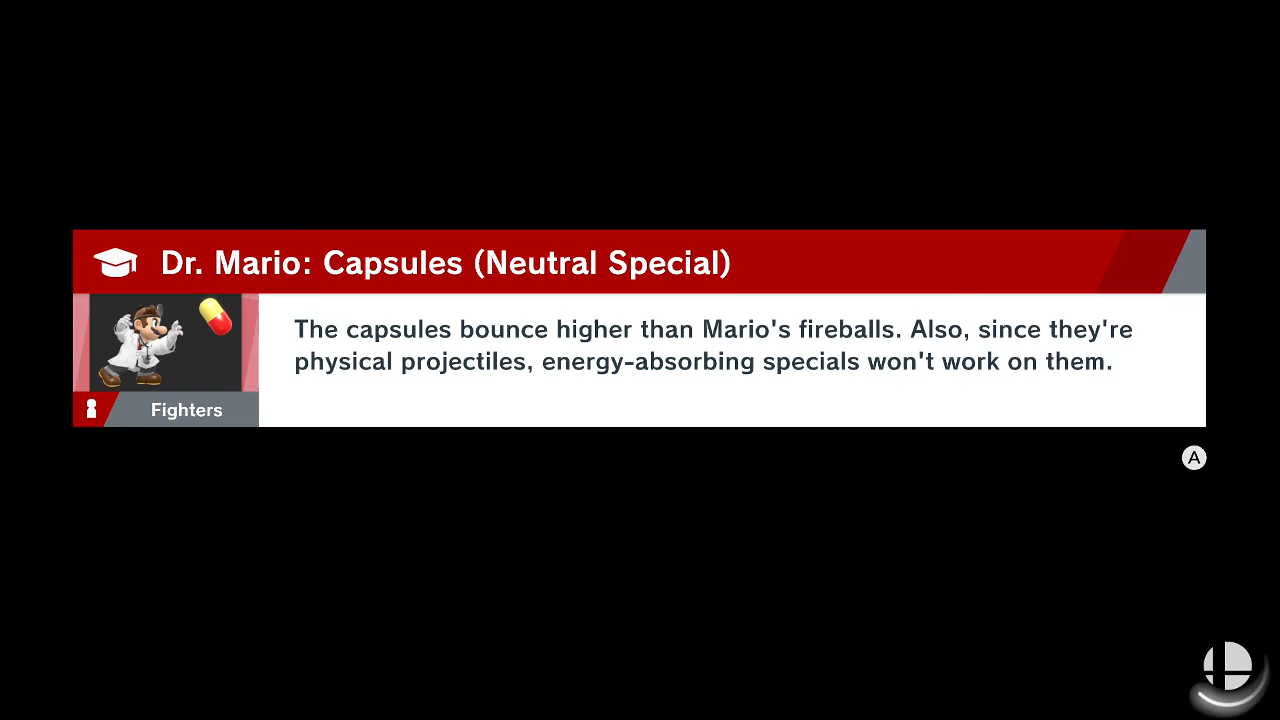 Dr. Mario: Capsules (Neutral Special)
The capsules bounce higher than Mario's fireballs. Also, since they're
physical projectiles, energy-absorbing specials won't work on them.
Fighters
A